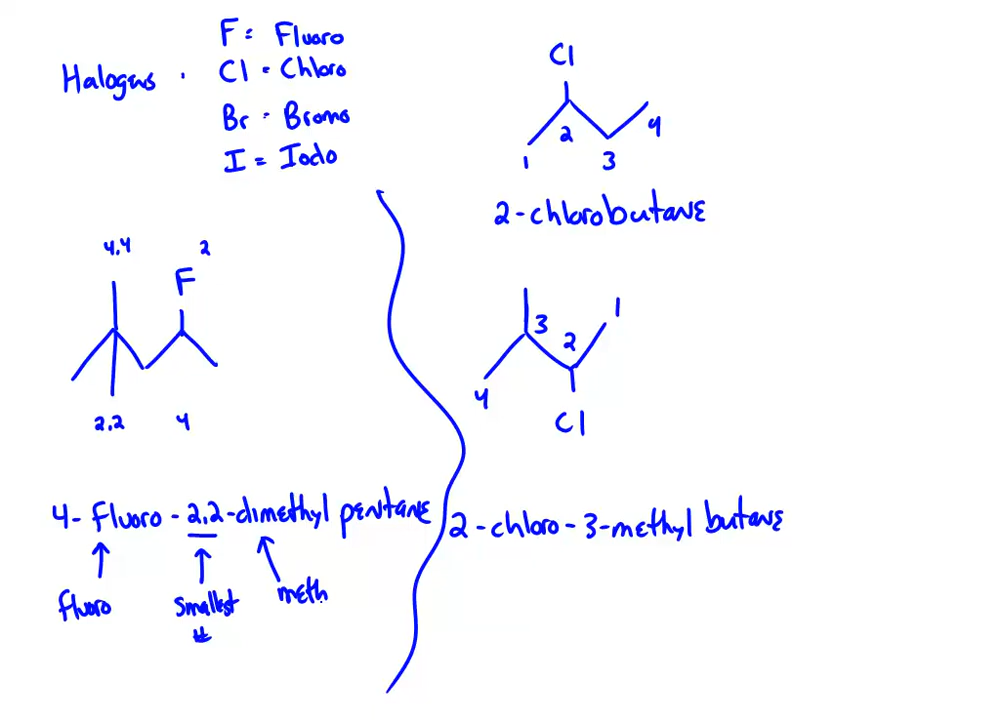 Halogens . F = Fluoro
Cl - Chloro
Br - Bromo
I = Iodo
Cl
1 2 3 4
2-chlorobutane
4,4 2
F
2,2 4
4-fluoro-2,2-dimethyl pentane
fluoro smallest # meth
1
3 2
4
Cl
2-chloro-3-methyl butane